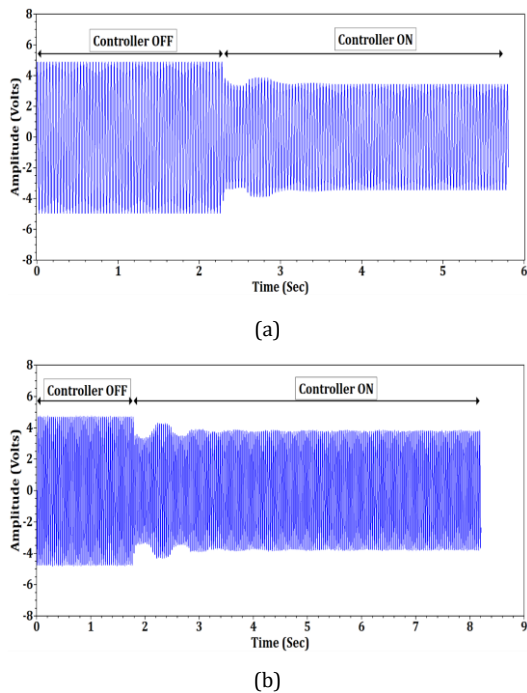 8
Controller OFF
Controller ON
4
0
-4
-6
-8
Amplitude (Volts)
0 1 2 3 4 5 6
Time (Sec)
(a)
8
6
Controller OFF
Controller ON
4
2
0
-2
-4
-6
-8
Amplitude (Volts)
0 1 2 3 4 5 6 7 8 9
Time (Sec)
(b)